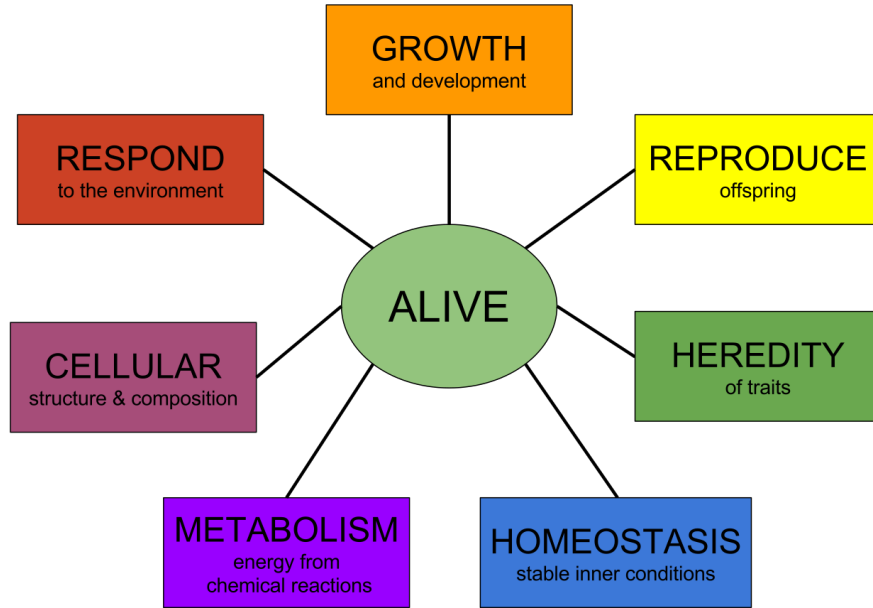 GROWTH
and development
RESPOND
to the environment
REPRODUCE
offspring
ALIVE
CELLULAR
structure & composition
HEREDITY
of traits
METABOLISM
energy from
chemical reactions
HOMEOSTASIS
stable inner conditions